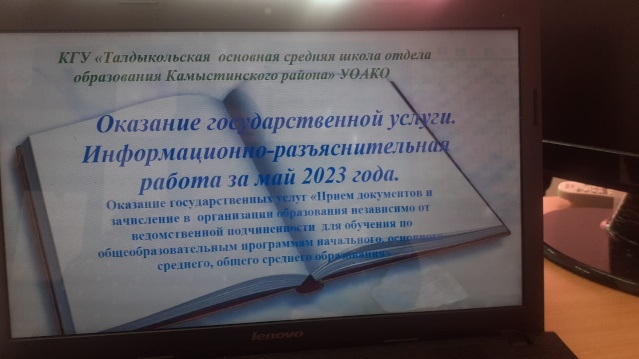 КГУ «Талдыкольская основная средняя школа отдела
образования Камыстинского района» УОАКО
Оказание государственной услуги.
Информационно-разъяснительная
работа за май 2023 года.
Оказание государственных услуг «Прием документов и
зачисление в организации образования независимо от
ведомственной подчиненности для обучения по
общеобразовательным программам начального, основного
среднего, общего среднего образования
lenovo